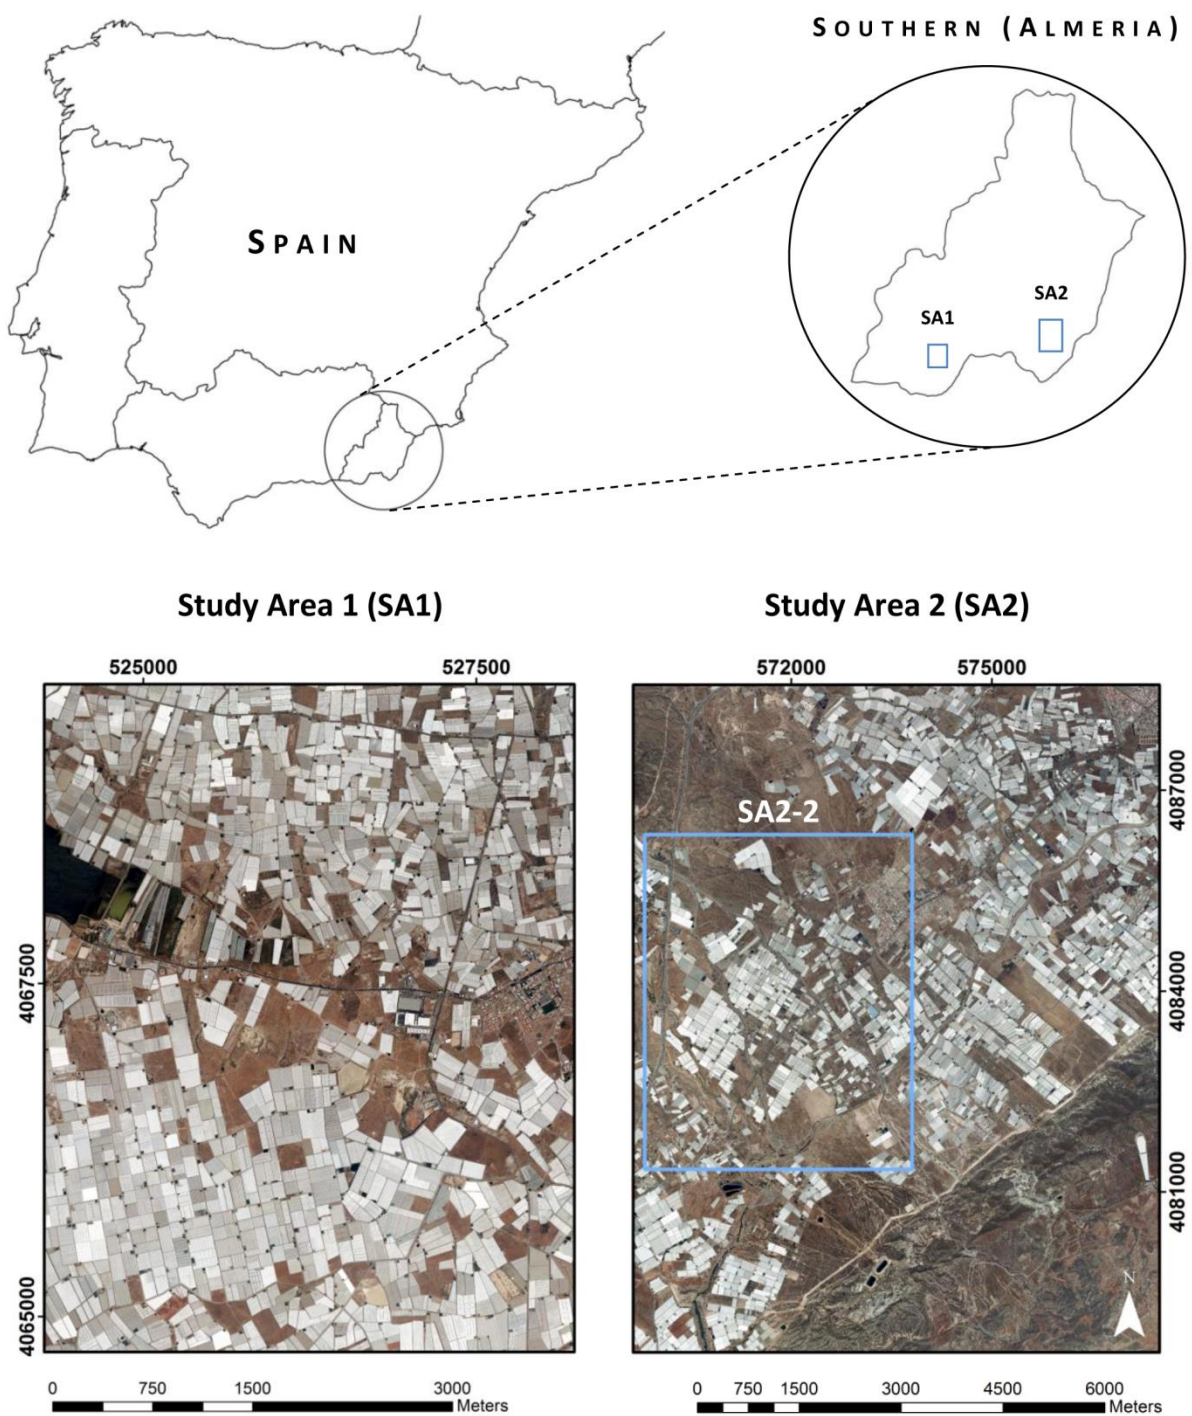 SOUTHERN (ALMERIA)
SPAIN
SA2
SA1
Study Area 1 (SA1)
Study Area 2 (SA2)
525000
527500
572000
575000
4087000
SA2-2
4067500
4084000
4081000
N
4065000
0 750 1500 3000
Meters
0 750 1500 3000 4500 6000
Meters